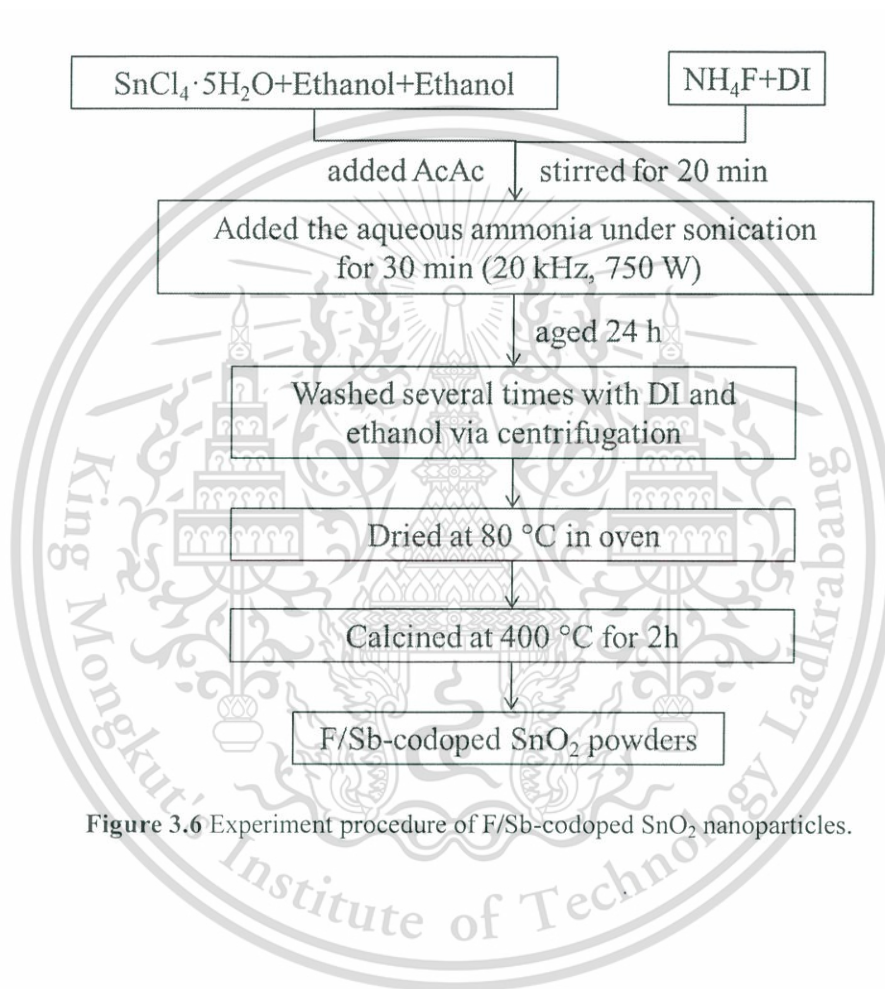 SnCl₄·5H₂O+Ethanol+Ethanol
NH₄F+DI
added AcAc
stirred for 20 min
Added the aqueous ammonia under sonication
for 30 min (20 kHz, 750 W)
aged 24 h
Washed several times with DI and
ethanol via centrifugation
Dried at 80 °C in oven
Calcined at 400 °C for 2h
F/Sb-codoped SnO₂ powders
Figure 3.6 Experiment procedure of F/Sb-codoped SnO₂ nanoparticles.
King Mongkut's Institute of Technology Ladkrabang